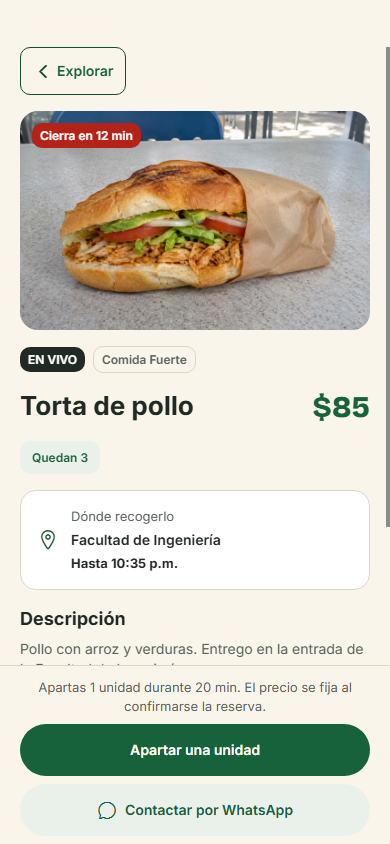 Explorar
Cierra en 12 min
EN VIVO
Comida Fuerte
Torta de pollo
$85
Quedan 3
Dónde recogerlo
Facultad de Ingeniería
Hasta 10:35 p.m.
Descripción
Pollo con arroz y verduras. Entrego en la entrada de
Apartas 1 unidad durante 20 min. El precio se fija al
confirmarse la reserva.
Apartar una unidad
Contactar por WhatsApp